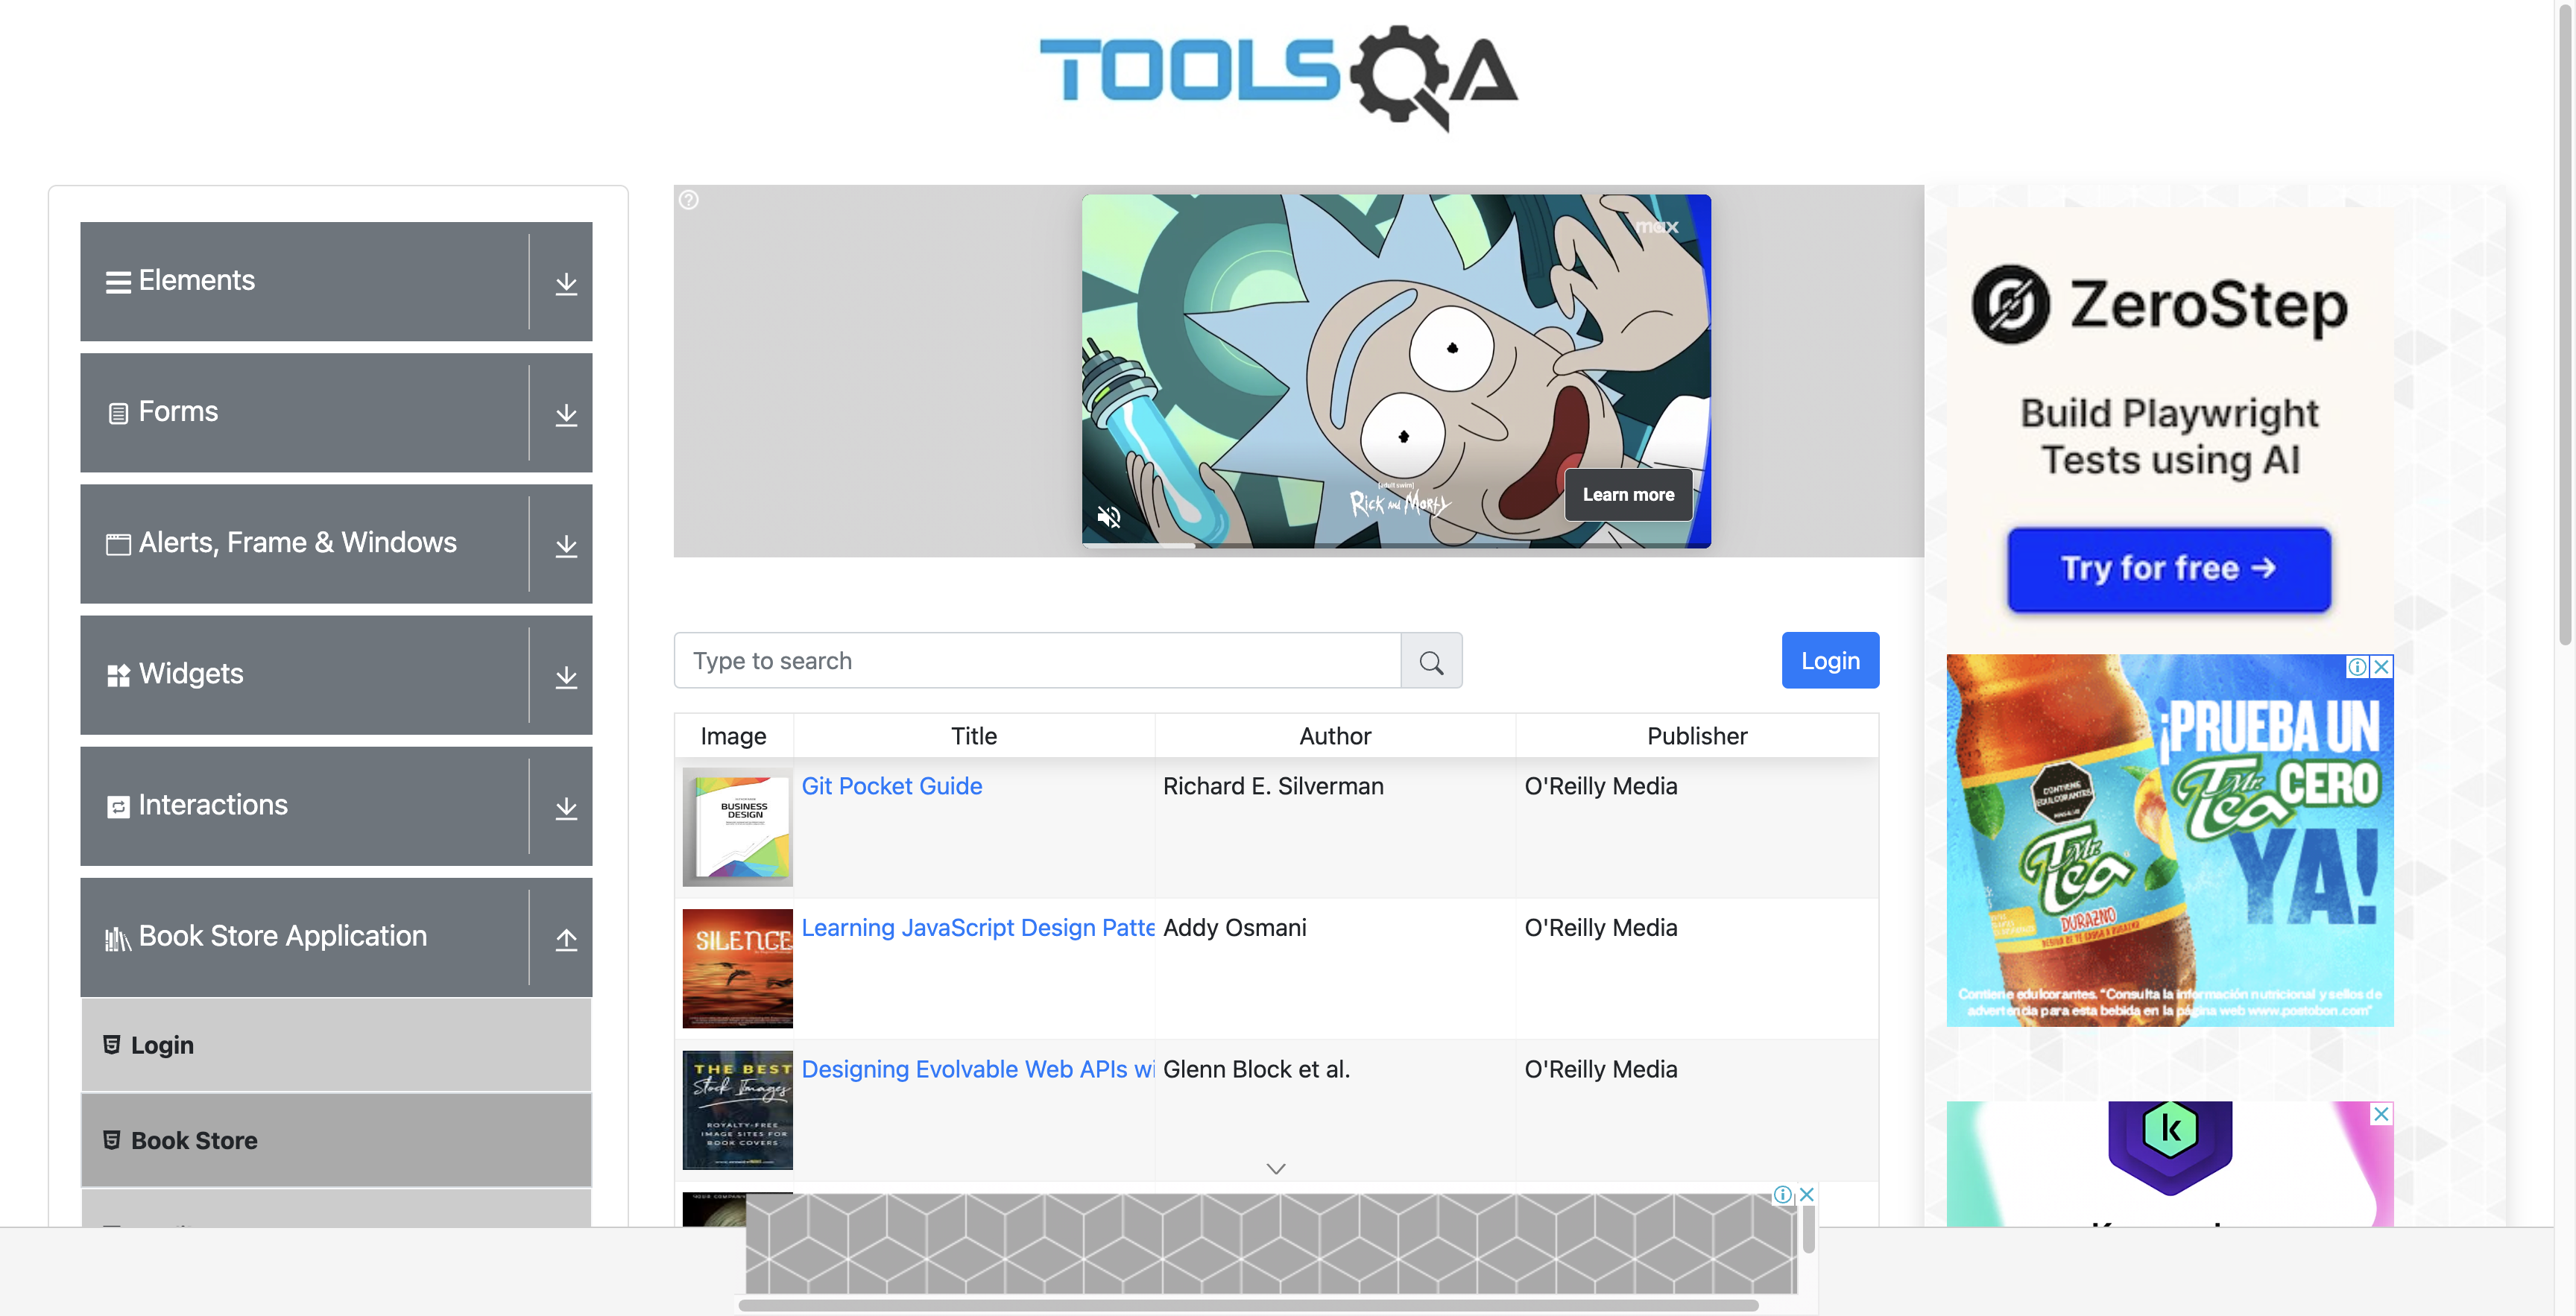 TOOLSQA
Elements
Forms
Alerts, Frame & Windows
Widgets
Interactions
Book Store Application
Login
Book Store
max
[adult swim]
Rick and Morty
Learn more
Type to search
Login
Image Title Author Publisher
BUSINESS
DESIGN
Git Pocket Guide Richard E. Silverman O'Reilly Media
SILENCE
Learning JavaScript Design Patte Addy Osmani O'Reilly Media
THE BEST
Stock Images
ROYALTY-FREE
IMAGE SITES FOR
BOOK COVERS
Designing Evolvable Web APIs wi Glenn Block et al. O'Reilly Media
ZeroStep
Build Playwright
Tests using AI
Try for free →
¡PRUEBA UN
Mr. Tea CERO
YA!
CONTIENE
EDULCORANTES
Mr. Tea
DURAZNO
Contiene edulcorantes. "Consulta la información nutricional y sellos de
advertencia para esta bebida en la página web www.postobon.com"
k